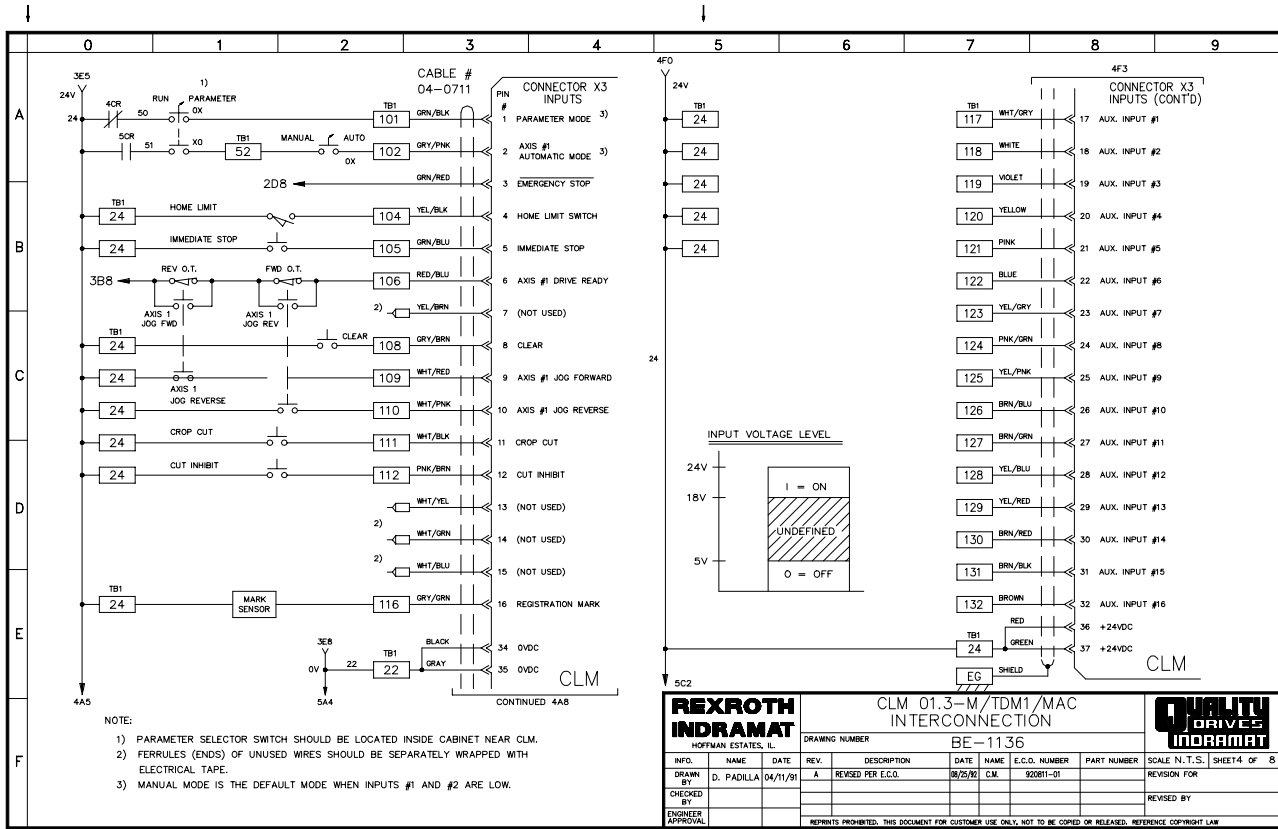 0 1 2 3 4 5 6 7 8 9
A
B
C
D
E
F
3E5
24V
1)
CABLE #
04-0711
PIN
#
CONNECTOR X3
INPUTS
4CR
RUN
PARAMETER
OX
24
50
TB1
101
GRN/BLK
1 PARAMETER MODE 3)
5CR
51
XO
TB1
52
MANUAL
AUTO
OX
102
GRY/PNK
2 AXIS #1
AUTOMATIC MODE 3)
2D8
GRN/RED
3 EMERGENCY STOP
TB1
24
HOME LIMIT
104
YEL/BLK
4 HOME LIMIT SWITCH
24
IMMEDIATE STOP
105
GRN/BLU
5 IMMEDIATE STOP
3B8
REV O.T.
FWD O.T.
106
RED/BLU
6 AXIS #1 DRIVE READY
AXIS 1
JOG FWD
AXIS 1
JOG REV
2)
YEL/BRN
7 (NOT USED)
TB1
24
CLEAR
108
GRY/BRN
8 CLEAR
24
109
WHT/RED
9 AXIS #1 JOG FORWARD
AXIS 1
JOG REVERSE
24
110
WHT/PNK
10 AXIS #1 JOG REVERSE
24
CROP CUT
111
WHT/BLK
11 CROP CUT
24
CUT INHIBIT
112
PNK/BRN
12 CUT INHIBIT
WHT/YEL
13 (NOT USED)
2)
WHT/GRN
14 (NOT USED)
2)
WHT/BLU
15 (NOT USED)
TB1
24
MARK
SENSOR
116
GRY/GRN
16 REGISTRATION MARK
3E8
0V
22
TB1
22
BLACK
34 0VDC
GRAY
35 0VDC
CLM
4A5
5A4
CONTINUED 4A8
4F0
24V
TB1
24
24
24
24
24
24
INPUT VOLTAGE LEVEL
24V
18V
5V
I = ON
UNDEFINED
O = OFF
5C2
4F3
CONNECTOR X3
INPUTS (CONT'D)
TB1
117 WHT/GRY 17 AUX. INPUT #1
118 WHITE 18 AUX. INPUT #2
119 VIOLET 19 AUX. INPUT #3
120 YELLOW 20 AUX. INPUT #4
121 PINK 21 AUX. INPUT #5
122 BLUE 22 AUX. INPUT #6
123 YEL/GRY 23 AUX. INPUT #7
124 PNK/GRN 24 AUX. INPUT #8
125 YEL/PNK 25 AUX. INPUT #9
126 BRN/BLU 26 AUX. INPUT #10
127 BRN/GRN 27 AUX. INPUT #11
128 YEL/BLU 28 AUX. INPUT #12
129 YEL/RED 29 AUX. INPUT #13
130 BRN/RED 30 AUX. INPUT #14
131 BRN/BLK 31 AUX. INPUT #15
132 BROWN 32 AUX. INPUT #16
RED 36 +24VDC
TB1
24 GREEN 37 +24VDC
EG SHIELD
CLM
NOTE:
1) PARAMETER SELECTOR SWITCH SHOULD BE LOCATED INSIDE CABINET NEAR CLM.
2) FERRULES (ENDS) OF UNUSED WIRES SHOULD BE SEPARATELY WRAPPED WITH
ELECTRICAL TAPE.
3) MANUAL MODE IS THE DEFAULT MODE WHEN INPUTS #1 AND #2 ARE LOW.
REXROTH
INDRAMAT
HOFFMAN ESTATES, IL.
CLM 01.3-M/TDM1/MAC
INTERCONNECTION
DRAWING NUMBER
BE-1136
QUALITY
DRIVES
INDRAMAT
INFO. NAME DATE REV. DESCRIPTION DATE NAME E.C.O. NUMBER PART NUMBER SCALE N.T.S. SHEET 4 OF 8
DRAWN
BY
D. PADILLA 04/11/91 A REVISED PER E.C.O. 08/25/92 C.M. 920811-01 REVISION FOR
CHECKED
BY
REVISED BY
ENGINEER
APPROVAL
REPRINTS PROHIBITED. THIS DOCUMENT FOR CUSTOMER USE ONLY, NOT TO BE COPIED OR RELEASED. REFERENCE COPYRIGHT LAW